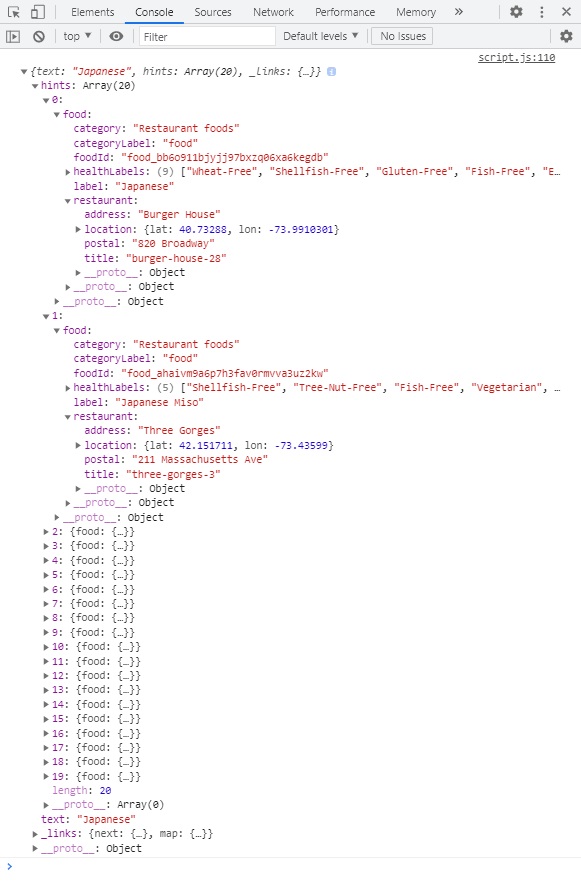 Elements Console Sources Network Performance Memory »
top ▼ Filter Default levels ▼ No Issues
script.js:110
▼{text: "Japanese", hints: Array(20), _links: {…}} i
▼hints: Array(20)
▼0:
▼food:
category: "Restaurant foods"
categoryLabel: "food"
foodId: "food_bb6o911bjyjj97bxzq06xa6kegdb"
▶healthLabels: (9) ["Wheat-Free", "Shellfish-Free", "Gluten-Free", "Fish-Free", "E…
label: "Japanese"
▼restaurant:
address: "Burger House"
▶location: {lat: 40.73288, lon: -73.9910301}
postal: "820 Broadway"
title: "burger-house-28"
▶__proto__: Object
▶__proto__: Object
▶__proto__: Object
▼1:
▼food:
category: "Restaurant foods"
categoryLabel: "food"
foodId: "food_ahaivm9a6p7h3fav0rmvva3uz2kw"
▶healthLabels: (5) ["Shellfish-Free", "Tree-Nut-Free", "Fish-Free", "Vegetarian", …
label: "Japanese Miso"
▼restaurant:
address: "Three Gorges"
▶location: {lat: 42.151711, lon: -73.43599}
postal: "211 Massachusetts Ave"
title: "three-gorges-3"
▶__proto__: Object
▶__proto__: Object
▶__proto__: Object
▶2: {food: {…}}
▶3: {food: {…}}
▶4: {food: {…}}
▶5: {food: {…}}
▶6: {food: {…}}
▶7: {food: {…}}
▶8: {food: {…}}
▶9: {food: {…}}
▶10: {food: {…}}
▶11: {food: {…}}
▶12: {food: {…}}
▶13: {food: {…}}
▶14: {food: {…}}
▶15: {food: {…}}
▶16: {food: {…}}
▶17: {food: {…}}
▶18: {food: {…}}
▶19: {food: {…}}
length: 20
▶__proto__: Array(0)
text: "Japanese"
▶_links: {next: {…}, map: {…}}
▶__proto__: Object
>